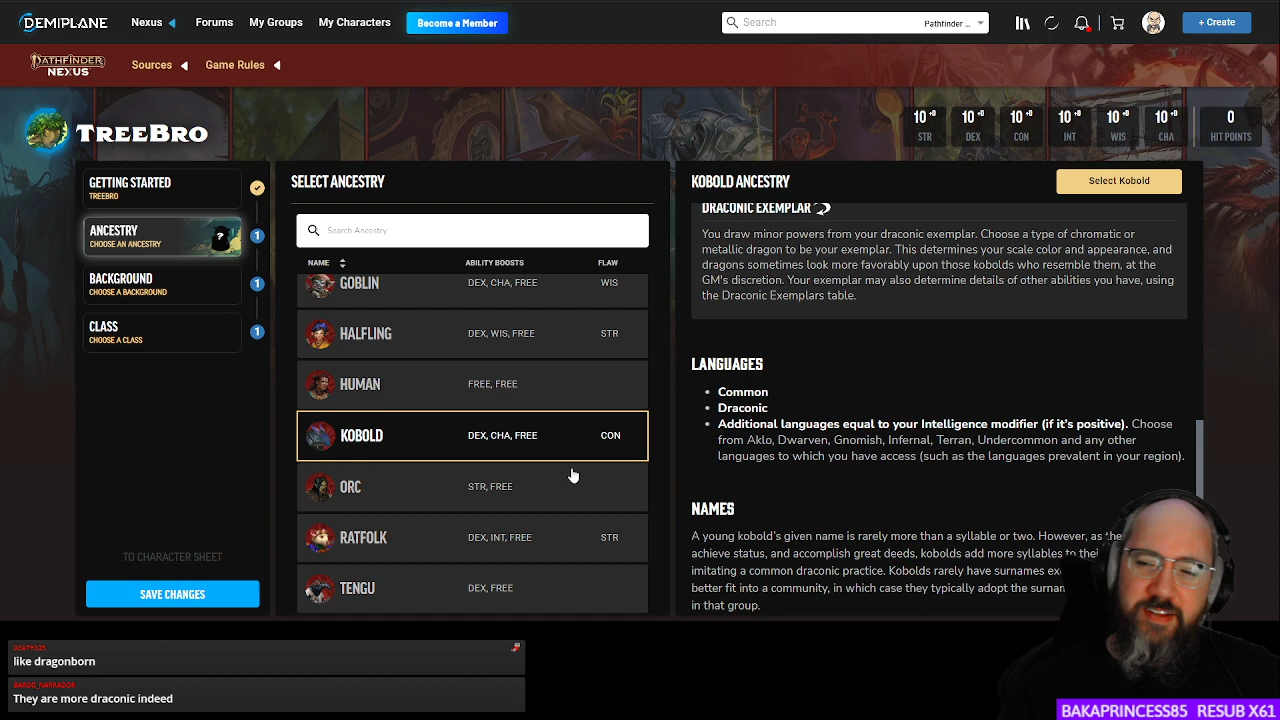 DEMIPLANE
Nexus
Forums
My Groups
My Characters
Become a Member
Search
Pathfinder ...
+ Create
PATHFINDER
NEXUS
Sources
Game Rules
TREEBRO
10 +0
STR
10 +0
DEX
10 +0
CON
10 +0
INT
10 +0
WIS
10 +0
CHA
0
HIT POINTS
GETTING STARTED
TREEBRO
ANCESTRY
CHOOSE AN ANCESTRY
1
BACKGROUND
CHOOSE A BACKGROUND
1
CLASS
CHOOSE A CLASS
1
TO CHARACTER SHEET
SAVE CHANGES
SELECT ANCESTRY
Search Ancestry
NAME ABILITY BOOSTS FLAW
GOBLIN DEX, CHA, FREE WIS
HALFLING DEX, WIS, FREE STR
HUMAN FREE, FREE
KOBOLD DEX, CHA, FREE CON
ORC STR, FREE
RATFOLK DEX, INT, FREE STR
TENGU DEX, FREE
KOBOLD ANCESTRY
Select Kobold
DRACONIC EXEMPLAR
You draw minor powers from your draconic exemplar. Choose a type of chromatic or
metallic dragon to be your exemplar. This determines your scale color and appearance, and
dragons sometimes look more favorably upon those kobolds who resemble them, at the
GM's discretion. Your exemplar may also determine details of other abilities you have, using
the Draconic Exemplars table.
LANGUAGES
• Common
• Draconic
• Additional languages equal to your Intelligence modifier (if it's positive). Choose
from Aklo, Dwarven, Gnomish, Infernal, Terran, Undercommon and any other
languages to which you have access (such as the languages prevalent in your region).
NAMES
A young kobold's given name is rarely more than a syllable or two. However, as the
achieve status, and accomplish great deeds, kobolds add more syllables to thei
imitating a common draconic practice. Kobolds rarely have surnames ex
better fit into a community, in which case they typically adopt the surna
in that group.
DEATHE25
like dragonborn
BARDO_NARRADOR
They are more draconic indeed
BAKAPRINCESS85 RESUB X61